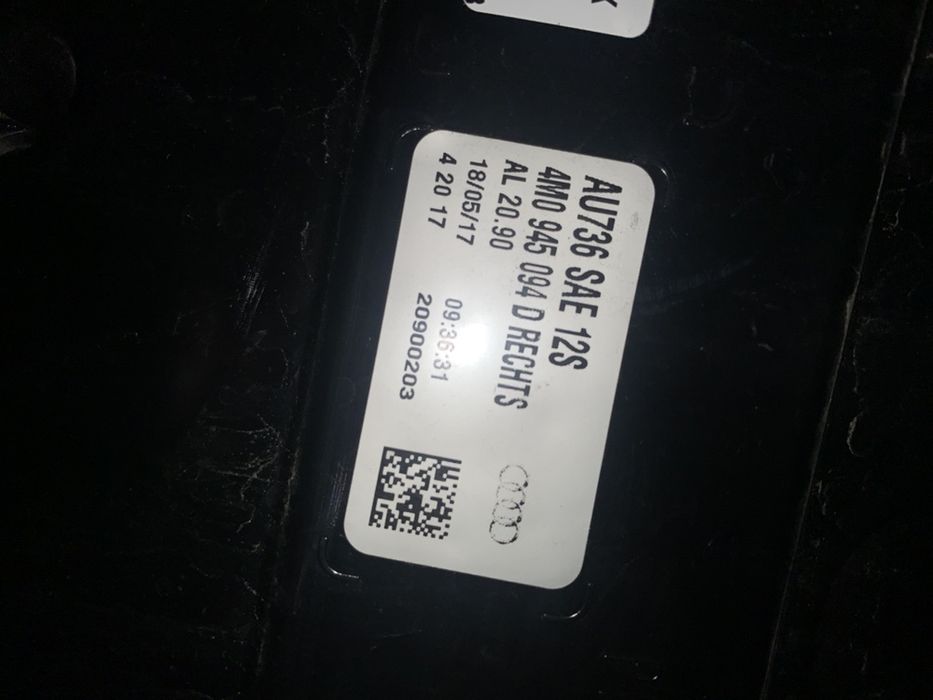 AU736 SAE 12S
4M0 945 094 D RECHTS
AL 20.90
18/05/17 09:36:31
4 20 17 20900203